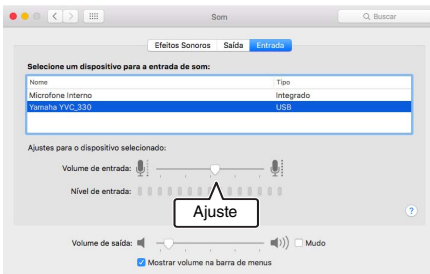 Som
Buscar
Efeitos Sonoros Saída Entrada
Selecione um dispositivo para a entrada de som:
Nome Tipo
Microfone Interno Integrado
Yamaha YVC_330 USB
Ajustes para o dispositivo selecionado:
Volume de entrada:
Nível de entrada:
Ajuste
?
Volume de saída: Mudo
Mostrar volume na barra de menus